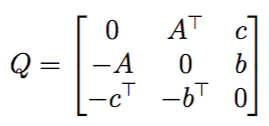 Q = [ 0 A⊤ c
-A 0 b
-c⊤ -b⊤ 0 ]